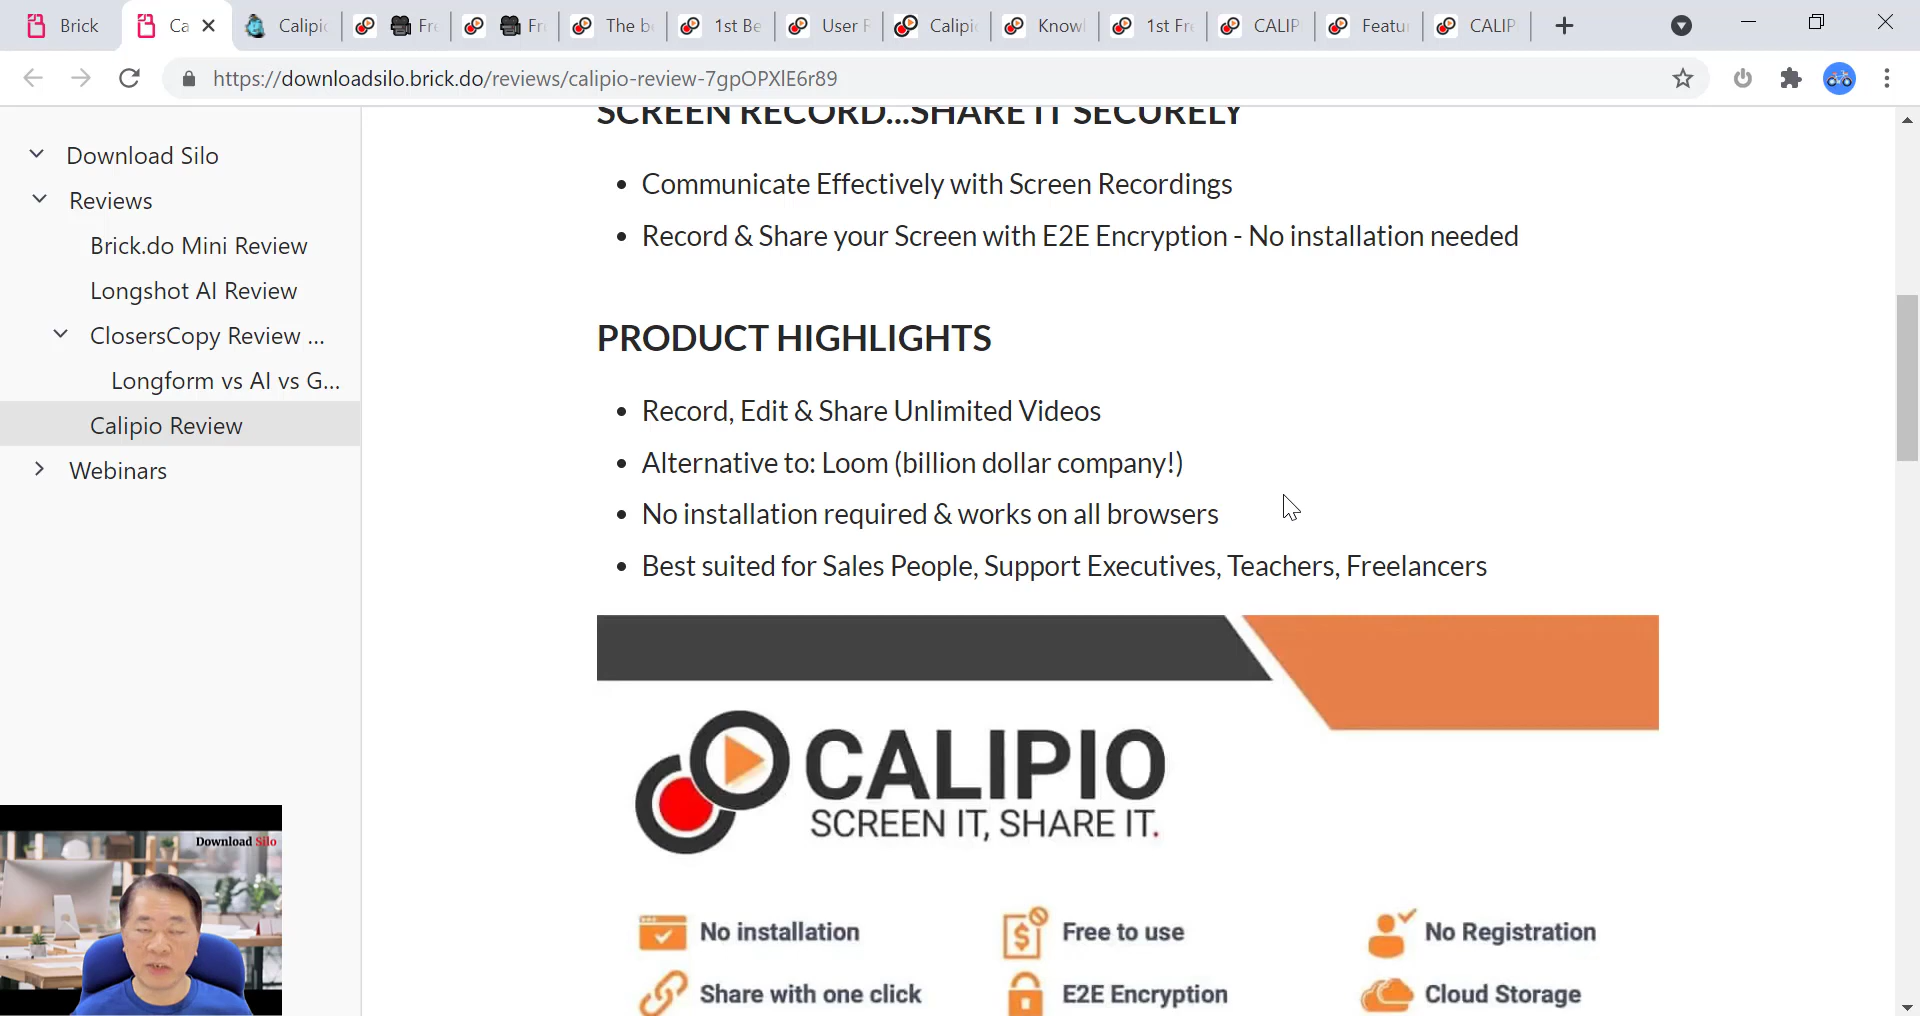 Brick
Ca
Calipio
Fre
Fr
The b
1st Be
User F
Calipio
Knowl
1st Fre
CALIP
Featu
CALIP
https://downloadsilo.brick.do/reviews/calipio-review-7gpOPXlE6r89
Download Silo
Reviews
Brick.do Mini Review
Longshot AI Review
ClosersCopy Review ...
Longform vs AI vs G...
Calipio Review
Webinars
SCREEN RECORD...SHARE IT SECURELY
• Communicate Effectively with Screen Recordings
• Record & Share your Screen with E2E Encryption - No installation needed
PRODUCT HIGHLIGHTS
• Record, Edit & Share Unlimited Videos
• Alternative to: Loom (billion dollar company!)
• No installation required & works on all browsers
• Best suited for Sales People, Support Executives, Teachers, Freelancers
CALIPIO
SCREEN IT, SHARE IT.
No installation
Free to use
No Registration
Share with one click
E2E Encryption
Cloud Storage
Download Silo